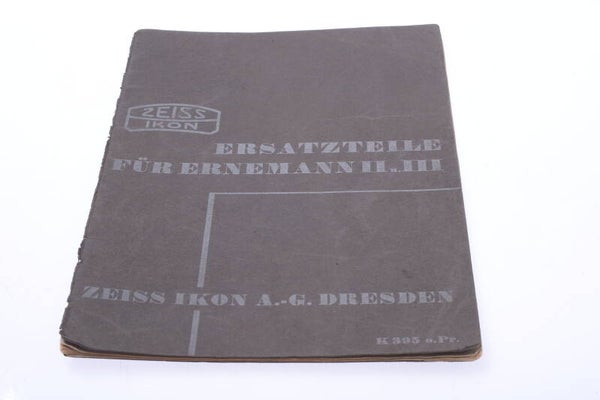 ZEISS
IKON
ERSATZTEILE
FÜR ERNEMANN II u. III
ZEISS IKON A.-G. DRESDEN
K 395 o. Pr.